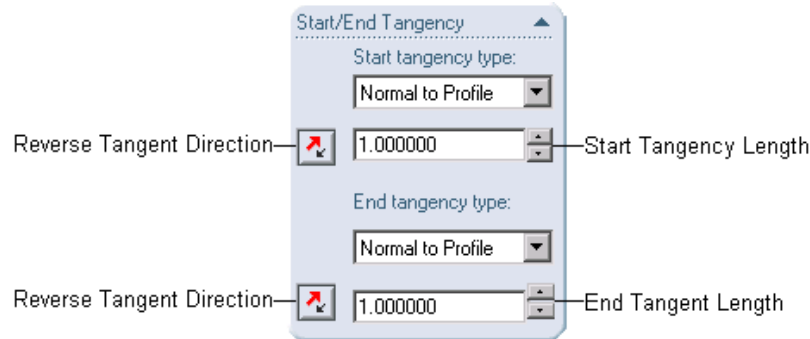 Start/End Tangency
Start tangency type:
Normal to Profile
Reverse Tangent Direction
1.000000
Start Tangency Length
End tangency type:
Normal to Profile
Reverse Tangent Direction
1.000000
End Tangent Length